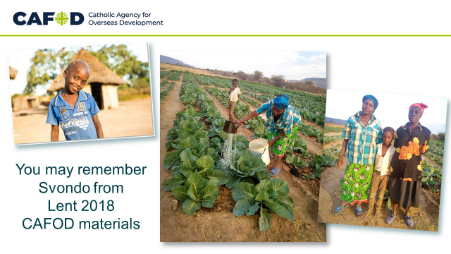 CAFOD
Catholic Agency for
Overseas Development
You may remember
Svondo from
Lent 2018
CAFOD materials